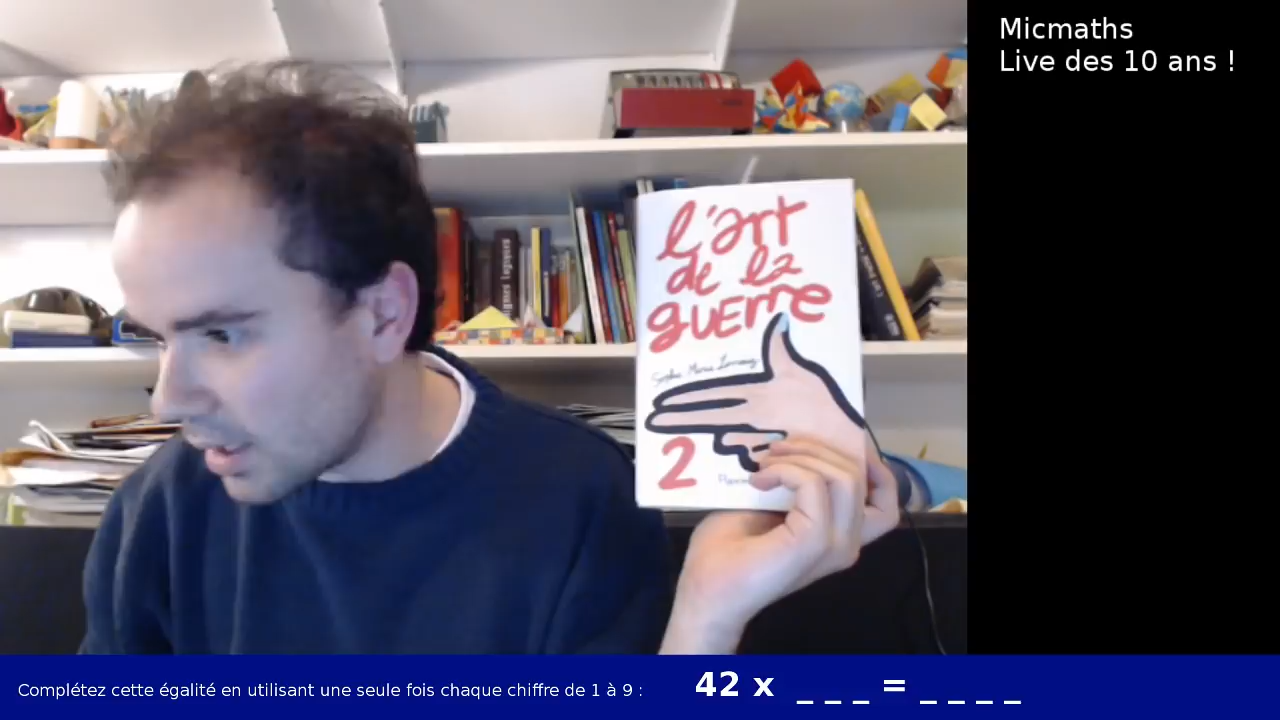 Micmaths
Live des 10 ans !
l'art
de la
guerre
2
Complétez cette égalité en utilisant une seule fois chaque chiffre de 1 à 9 :
42 x _ _ _ = _ _ _ _